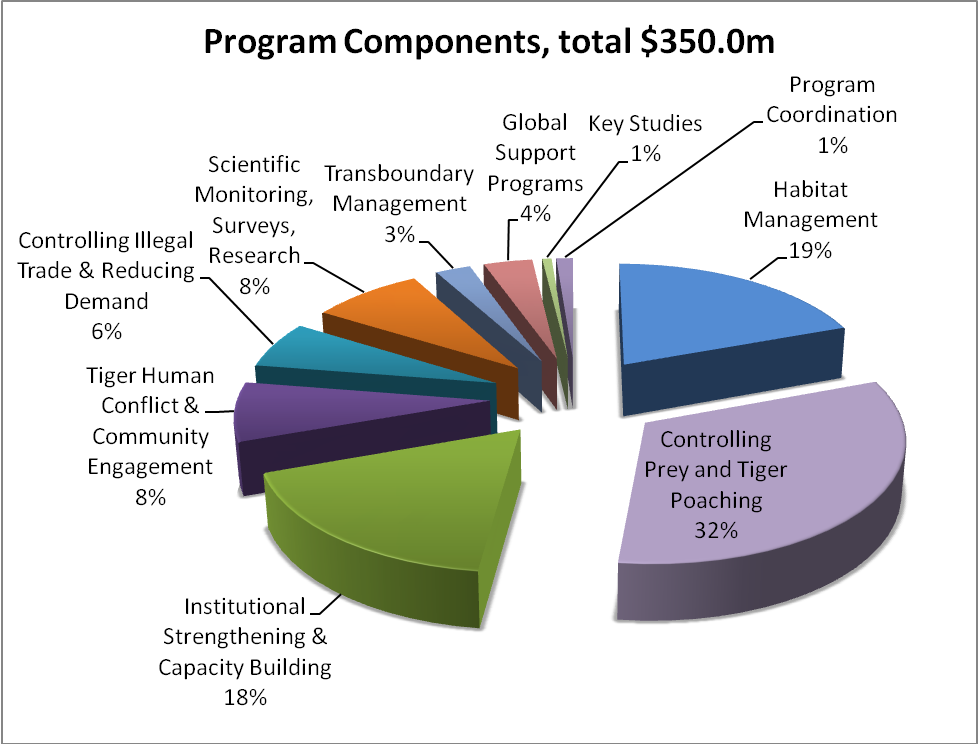 Program Components, total $350.0m
Program
Coordination
1%
Key Studies
1%
Global
Support
Programs
4%
Transboundary
Management
3%
Scientific
Monitoring,
Surveys,
Research
8%
Habitat
Management
19%
Controlling Illegal
Trade & Reducing
Demand
6%
Tiger Human
Conflict &
Community
Engagement
8%
Controlling
Prey and Tiger
Poaching
32%
Institutional
Strengthening &
Capacity Building
18%